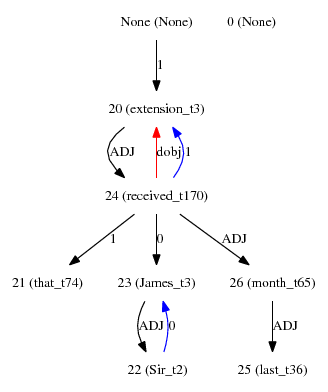 None (None) 0 (None)
1
20 (extension_t3)
ADJ dobj 1
24 (received_t170)
1 0 ADJ
21 (that_t74) 23 (James_t3) 26 (month_t65)
ADJ 0 ADJ
22 (Sir_t2) 25 (last_t36)